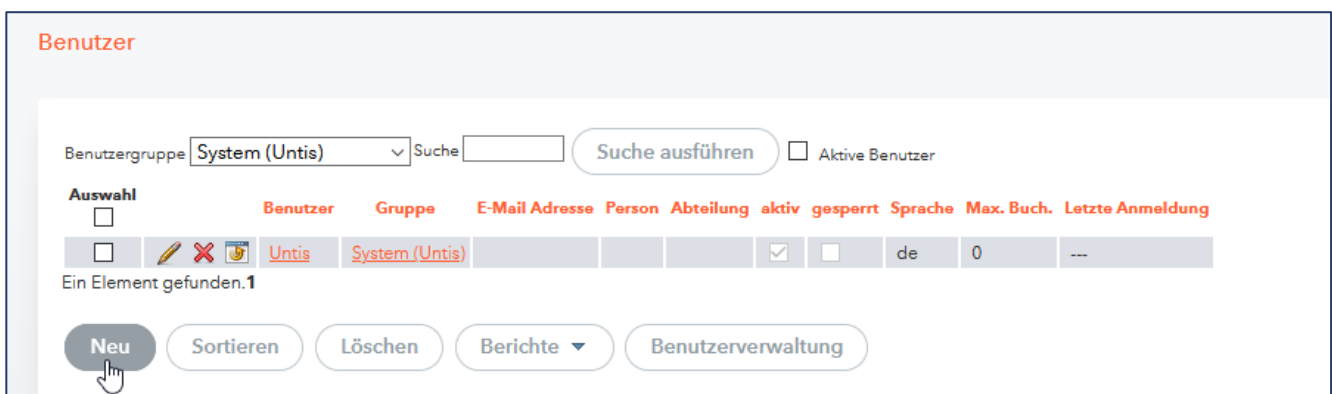 Benutzer
Benutzergruppe System (Untis) Suche Suche ausführen Aktive Benutzer
Auswahl
Benutzer Gruppe E-Mail Adresse Person Abteilung aktiv gesperrt Sprache Max. Buch. Letzte Anmeldung
Untis System (Untis) de 0 ---
Ein Element gefunden.1
Neu Sortieren Löschen Berichte Benutzerverwaltung